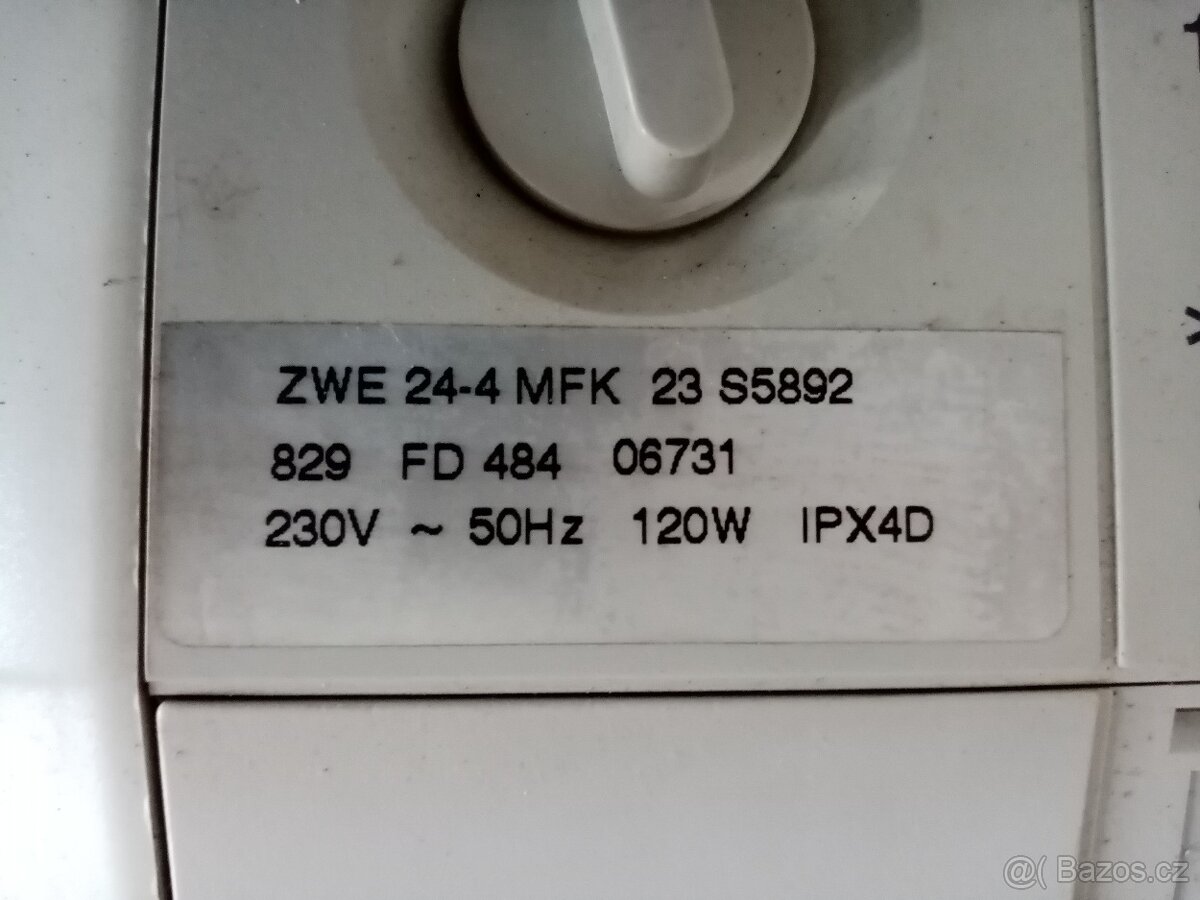 ZWE 24-4 MFK 23 S5892
829 FD 484 06731
230V ~ 50Hz 120W IPX4D
@( Bazos.cz